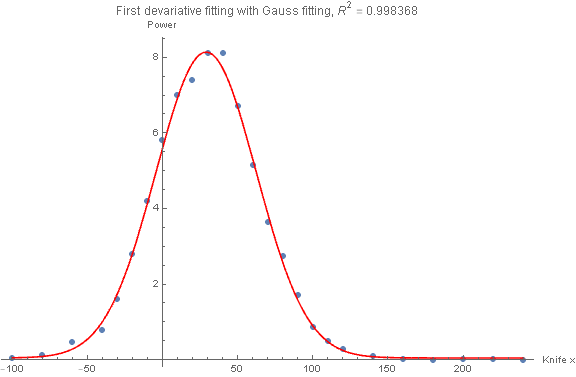 First devariative fitting with Gauss fitting, R² = 0.998368
Power
8
6
4
2
-100 -50 0 50 100 150 200 Knife x